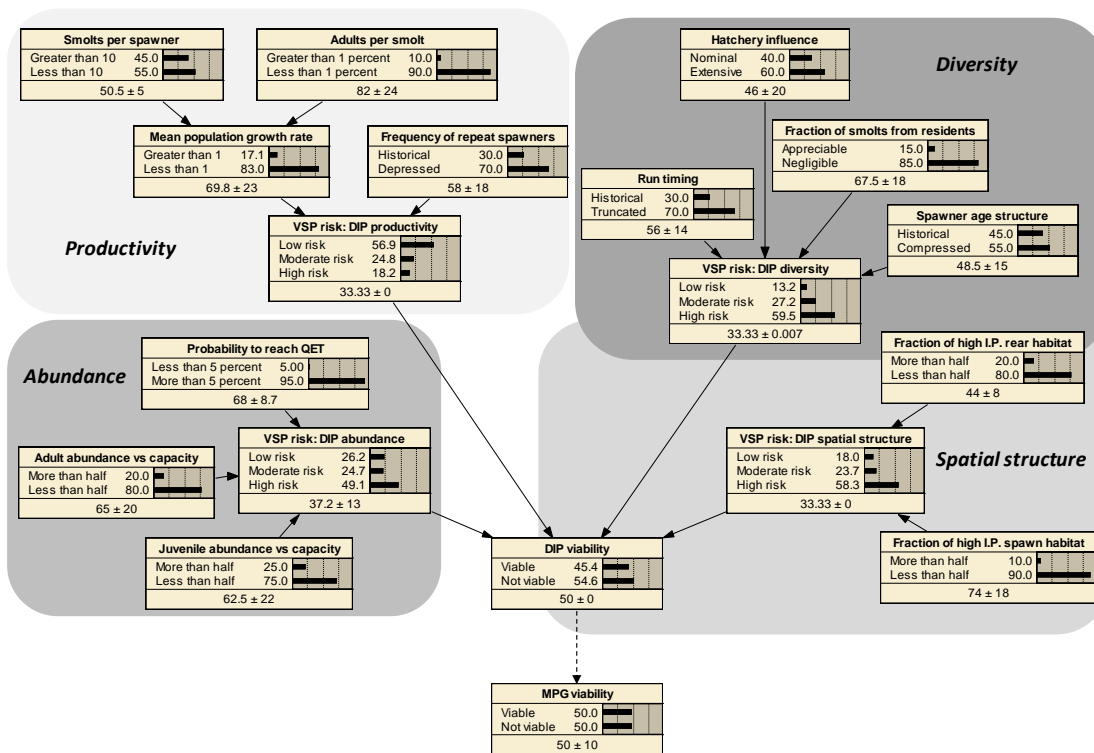 Smolts per spawner
Greater than 10 45.0
Less than 10 55.0
50.5 ± 5
Adults per smolt
Greater than 1 percent 10.0
Less than 1 percent 90.0
82 ± 24
Mean population growth rate
Greater than 1 17.1
Less than 1 83.0
69.8 ± 23
Frequency of repeat spawners
Historical 30.0
Depressed 70.0
58 ± 18
VSP risk: DIP productivity
Low risk 56.9
Moderate risk 24.8
High risk 18.2
33.33 ± 0
Productivity
Hatchery influence
Nominal 40.0
Extensive 60.0
46 ± 20
Diversity
Fraction of smolts from residents
Appreciable 15.0
Negligible 85.0
67.5 ± 18
Run timing
Historical 30.0
Truncated 70.0
56 ± 14
Spawner age structure
Historical 45.0
Compressed 55.0
48.5 ± 15
VSP risk: DIP diversity
Low risk 13.2
Moderate risk 27.2
High risk 59.5
33.33 ± 0.007
Abundance
Probability to reach QET
Less than 5 percent 5.00
More than 5 percent 95.0
68 ± 8.7
Adult abundance vs capacity
More than half 20.0
Less than half 80.0
65 ± 20
VSP risk: DIP abundance
Low risk 26.2
Moderate risk 24.7
High risk 49.1
37.2 ± 13
Juvenile abundance vs capacity
More than half 25.0
Less than half 75.0
62.5 ± 22
Fraction of high I.P. rear habitat
More than half 20.0
Less than half 80.0
44 ± 8
VSP risk: DIP spatial structure
Low risk 18.0
Moderate risk 23.7
High risk 58.3
33.33 ± 0
Spatial structure
Fraction of high I.P. spawn habitat
More than half 10.0
Less than half 90.0
74 ± 18
DIP viability
Viable 45.4
Not viable 54.6
50 ± 0
MPG viability
Viable 50.0
Not viable 50.0
50 ± 10